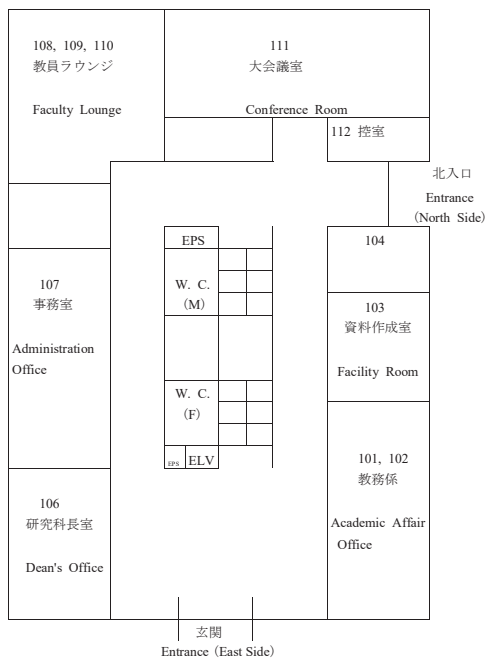 108, 109, 110
教員ラウンジ
Faculty Lounge
111
大会議室
Conference Room
112 控室
北入口
Entrance
(North Side)
EPS
W. C.
(M)
104
107
事務室
Administration
Office
103
資料作成室
Facility Room
W. C.
(F)
EPS
ELV
101, 102
教務係
Academic Affair
Office
106
研究科長室
Dean's Office
玄関
Entrance (East Side)